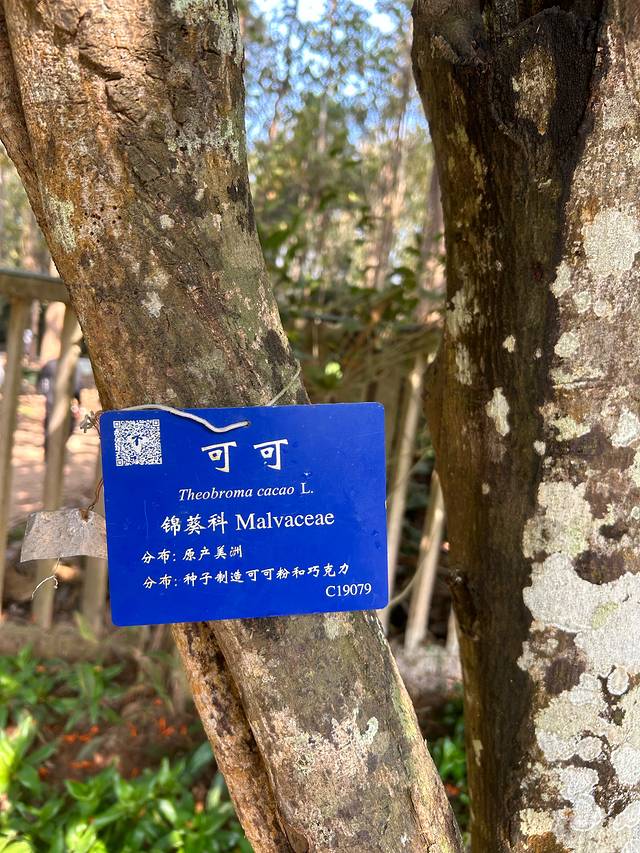 可可
Theobroma cacao L.
锦葵科 Malvaceae
分布: 原产美洲
分布: 种子制造可可粉和巧克力
C19079